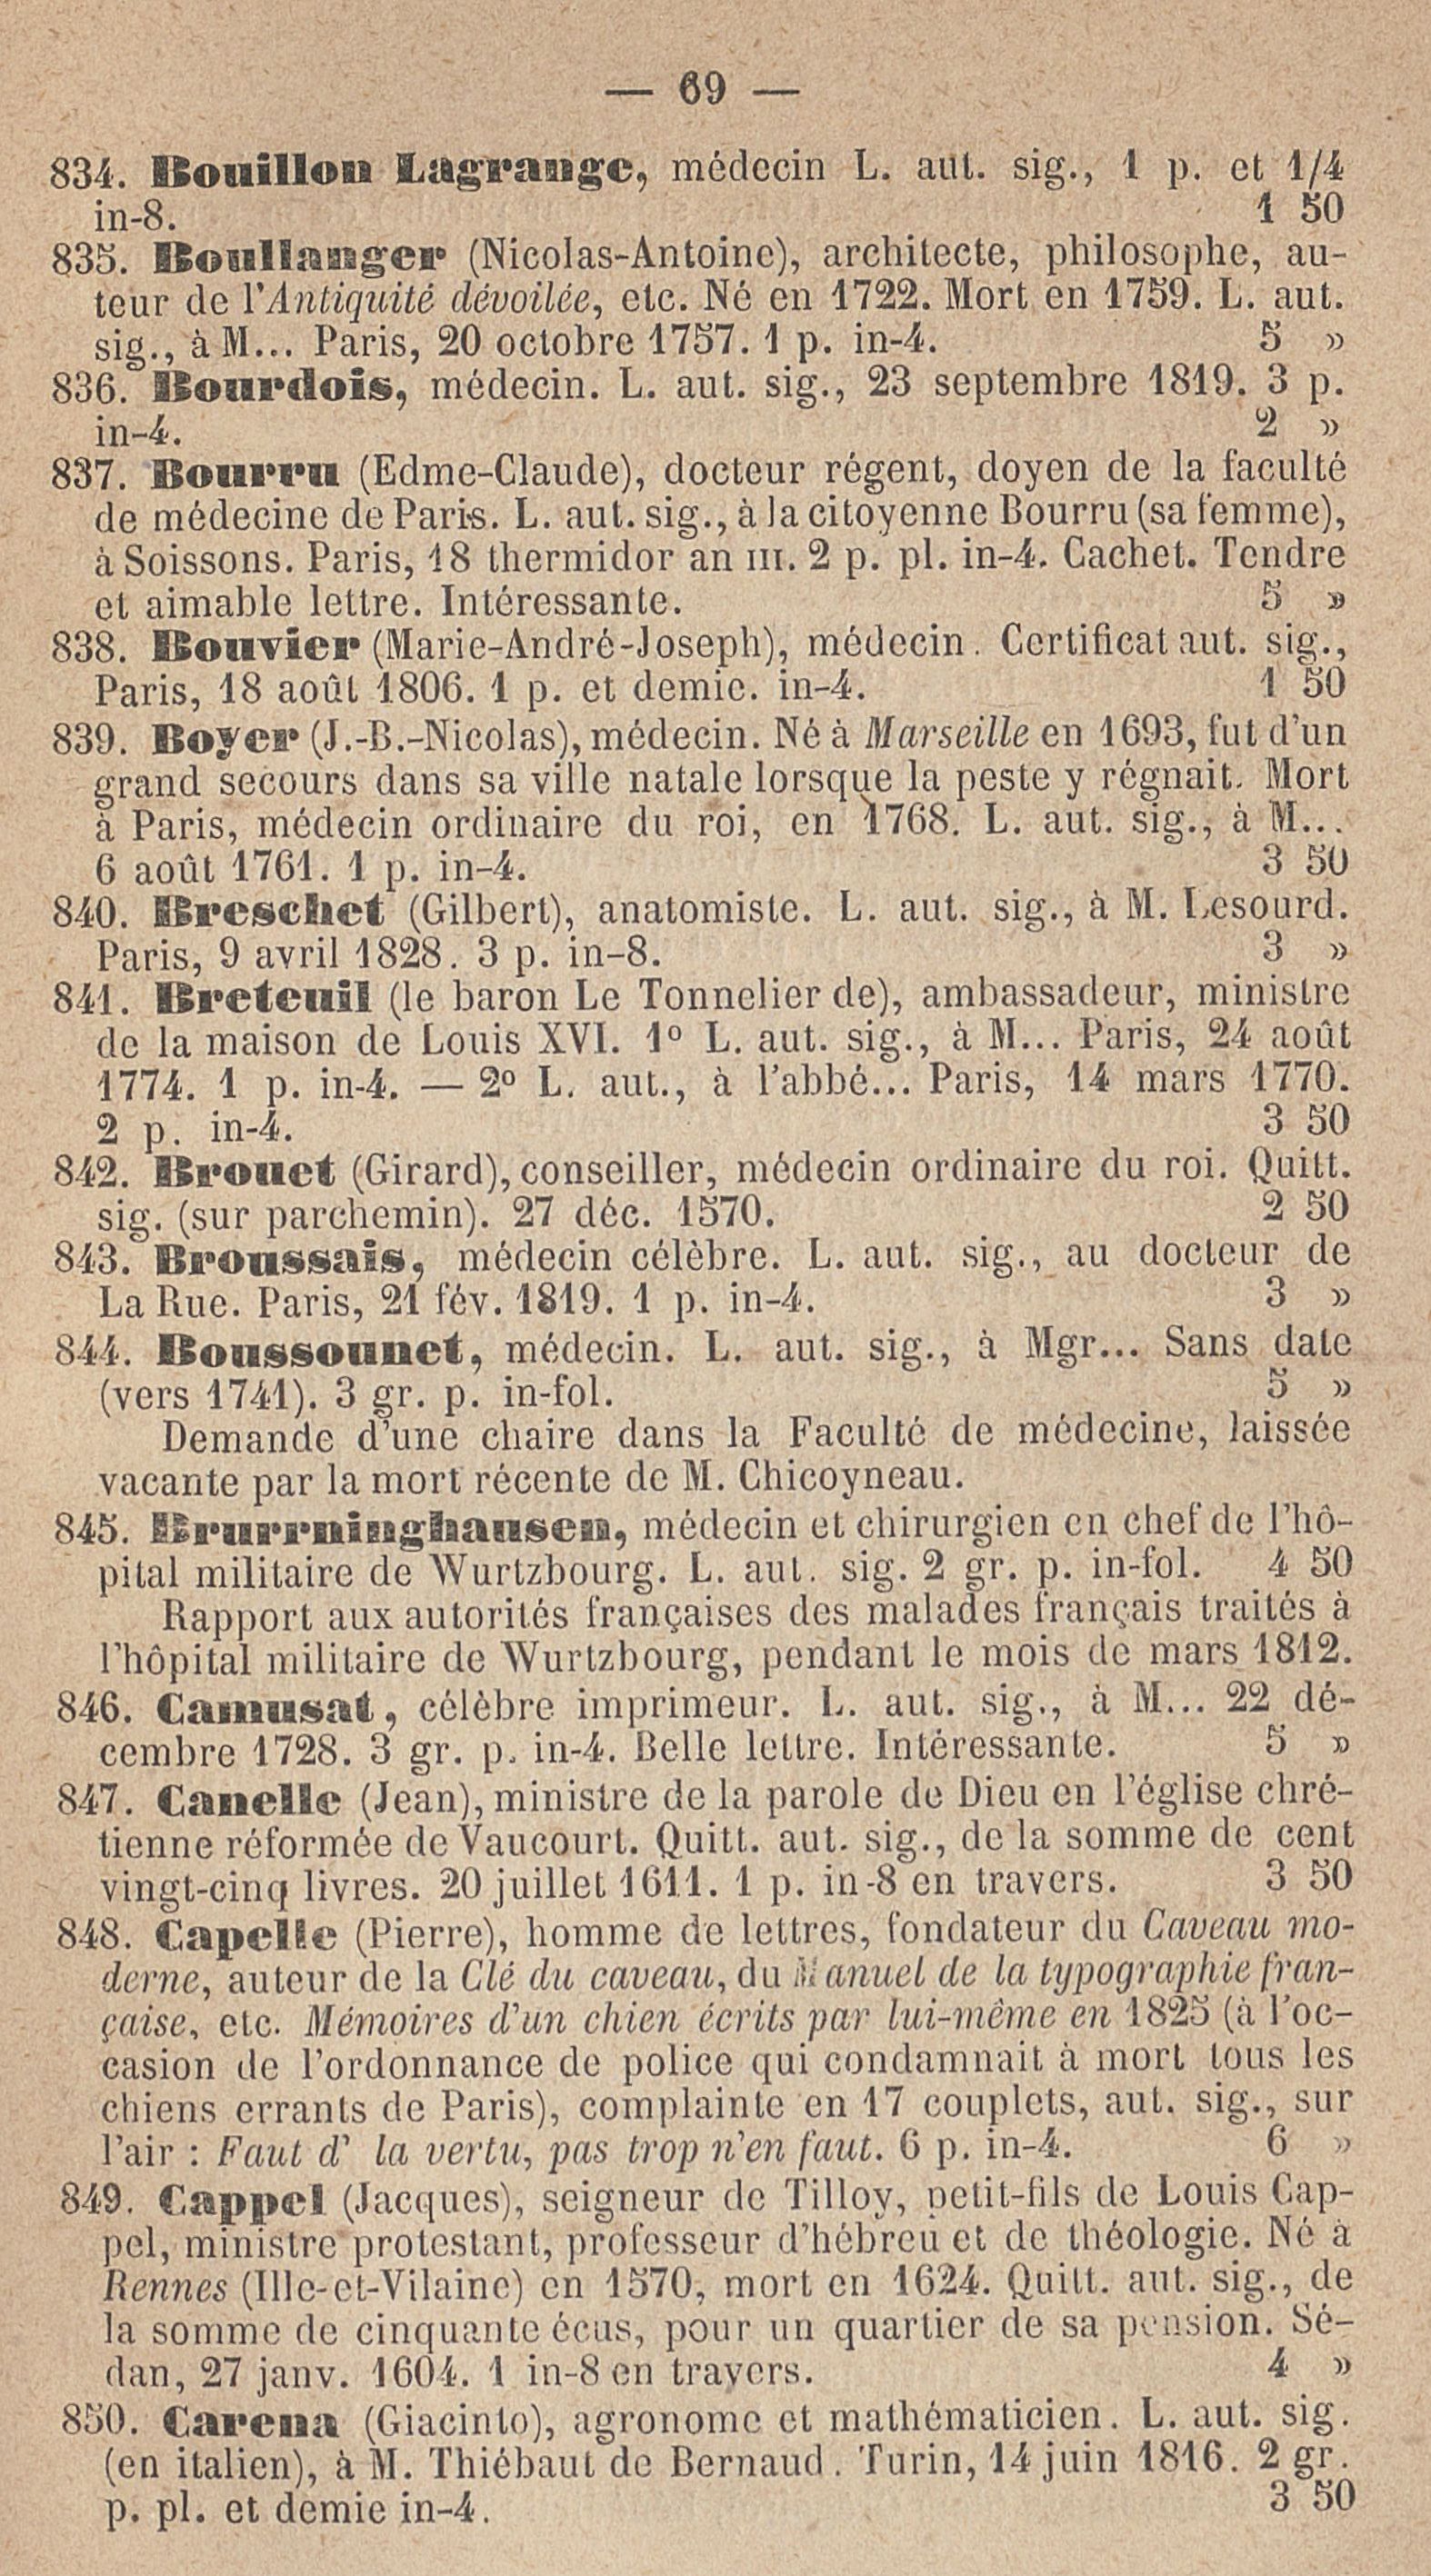 — 69 —
834. Bouillon Lagrange, médecin L. aut. sig., 1 p. et 1/4
in-8. 1 50
835. Boullanger (Nicolas-Antoine), architecte, philosophe, au-
teur de l'Antiquité dévoilée, etc. Né en 1722. Mort en 1759. L. aut.
sig., à M... Paris, 20 octobre 1757. 1 p. in-4. 5 »
836. Bourdois, médecin. L. aut. sig., 23 septembre 1819. 3 p.
in-4. 2 »
837. Bourru (Edme-Claude), docteur régent, doyen de la faculté
de médecine de Paris. L. aut. sig., à la citoyenne Bourru (sa femme),
à Soissons. Paris, 18 thermidor an III. 2 p. pl. in-4. Cachet. Tendre
et aimable lettre. Intéressante. 5 »
838. Bouvier (Marie-André-Joseph), médecin. Certificat aut. sig.,
Paris, 18 août 1806. 1 p. et demie. in-4. 1 50
839. Boyer (J.-B.-Nicolas), médecin. Né à Marseille en 1693, fut d'un
grand secours dans sa ville natale lorsque la peste y régnait. Mort
à Paris, médecin ordinaire du roi, en 1768. L. aut. sig., à M...
6 août 1761. 1 p. in-4. 3 50
840. Breschet (Gilbert), anatomiste. L. aut. sig., à M. Lesourd.
Paris, 9 avril 1828. 3 p. in-8. 3 »
841. Breteuil (le baron Le Tonnelier de), ambassadeur, ministre
de la maison de Louis XVI. 1º L. aut. sig., à M... Paris, 24 août
1774. 1 p. in-4. — 2º L. aut., à l'abbé... Paris, 14 mars 1770.
2 p. in-4. 3 50
842. Brouet (Girard), conseiller, médecin ordinaire du roi. Quitt.
sig. (sur parchemin). 27 déc. 1570. 2 50
843. Broussais, médecin célèbre. L. aut. sig., au docteur de
La Rue. Paris, 21 fév. 1819. 1 p. in-4. 3 »
844. Boussounet, médecin. L. aut. sig., à Mgr... Sans date
(vers 1741). 3 gr. p. in-fol. 5 »
Demande d'une chaire dans la Faculté de médecine, laissée
vacante par la mort récente de M. Chicoyneau.
845. Brurrninghausen, médecin et chirurgien en chef de l'hô-
pital militaire de Wurtzbourg. L. aut. sig. 2 gr. p. in-fol. 4 50
Rapport aux autorités françaises des malades français traités à
l'hôpital militaire de Wurtzbourg, pendant le mois de mars 1812.
846. Camusat, célèbre imprimeur. L. aut. sig., à M... 22 dé-
cembre 1728. 3 gr. p. in-4. Belle lettre. Intéressante. 5 »
847. Canelle (Jean), ministre de la parole de Dieu en l'église chré-
tienne réformée de Vaucourt. Quitt. aut. sig., de la somme de cent
vingt-cinq livres. 20 juillet 1611. 1 p. in-8 en travers. 3 50
848. Capelle (Pierre), homme de lettres, fondateur du Caveau mo-
derne, auteur de la Clé du caveau, du Manuel de la typographie fran-
çaise, etc. Mémoires d'un chien écrits par lui-même en 1825 (à l'oc-
casion de l'ordonnance de police qui condamnait à mort tous les
chiens errants de Paris), complainte en 17 couplets, aut. sig., sur
l'air : Faut d' la vertu, pas trop n'en faut. 6 p. in-4. 6 »
849. Cappel (Jacques), seigneur de Tilloy, petit-fils de Louis Cap-
pel, ministre protestant, professeur d'hébreu et de théologie. Né à
Rennes (Ille-et-Vilaine) en 1570, mort en 1624. Quitt. aut. sig., de
la somme de cinquante écus, pour un quartier de sa pension. Sé-
dan, 27 janv. 1604. 1 in-8 en travers. 4 »
850. Carena (Giacinto), agronome et mathématicien. L. aut. sig.
(en italien), à M. Thiébaut de Bernaud. Turin, 14 juin 1816. 2 gr.
p. pl. et demie in-4. 3 50